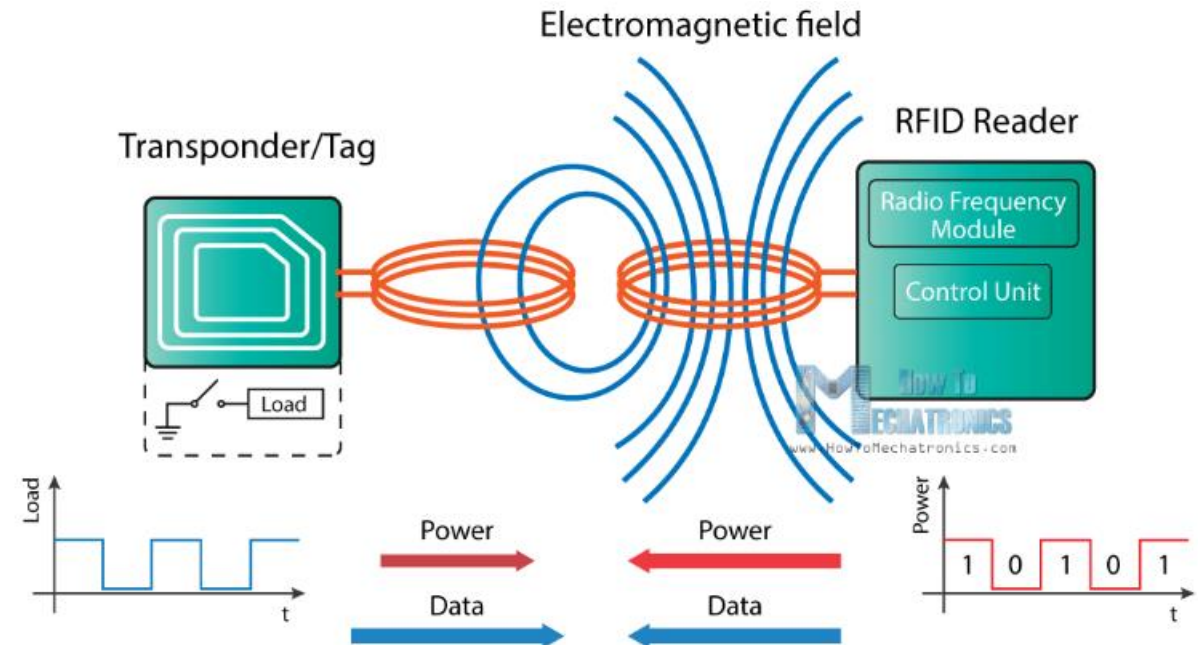 Electromagnetic field
Transponder/Tag
RFID Reader
Radio Frequency
Module
Control Unit
Load
HOW TO
MECHATRONICS
www.HowToMechatronics.com
Load
t
Power
Data
Power
Data
Power
1 0 1 0 1
t